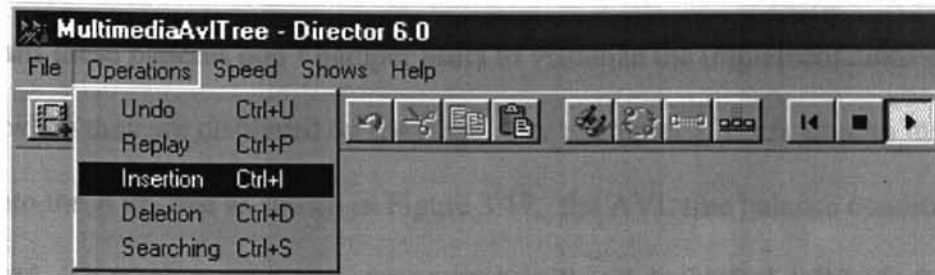 MultimediaAvlTree - Director 6.0
File Operations Speed Shows Help
Undo Ctrl+U
Replay Ctrl+P
Insertion Ctrl+I
Deletion Ctrl+D
Searching Ctrl+S